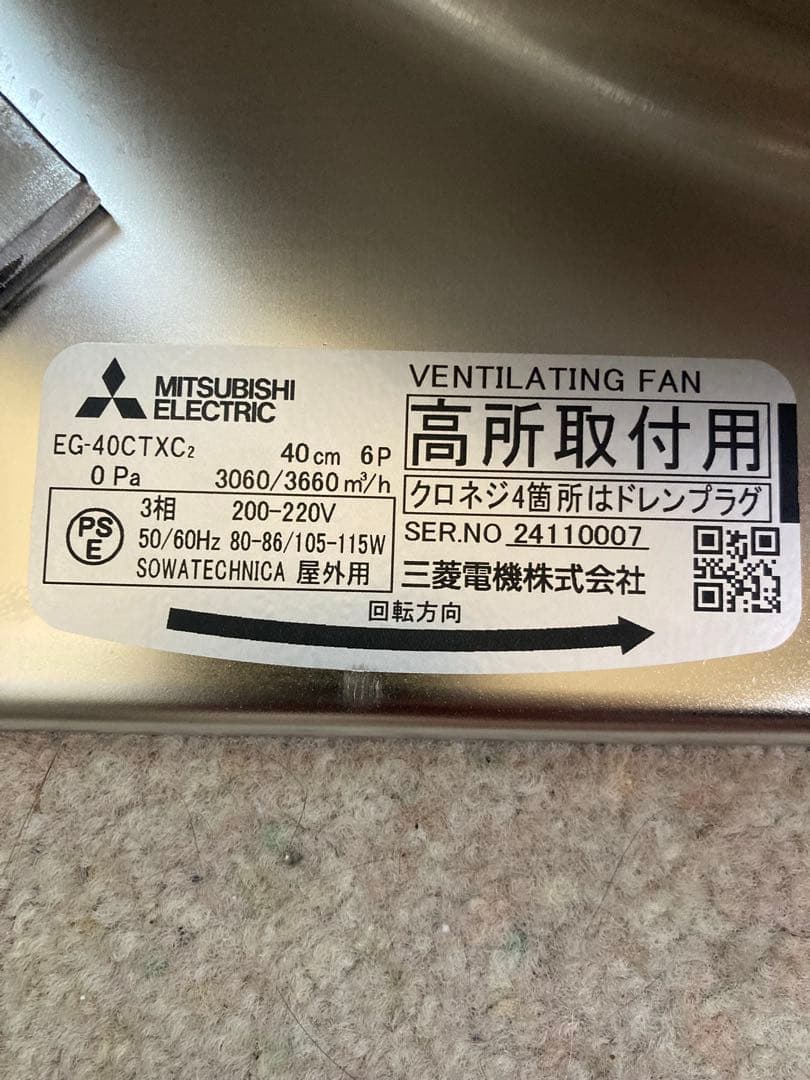 MITSUBISHI
ELECTRIC
EG-40CTXC₂ 40cm 6P
0 Pa 3060/3660 m³/h
PS
E
3相 200-220V
50/60Hz 80-86/105-115W
SOWATECHNICA 屋外用
VENTILATING FAN
高所取付用
クロネジ4箇所はドレンプラグ
SER.NO 24110007
三菱電機株式会社
回転方向